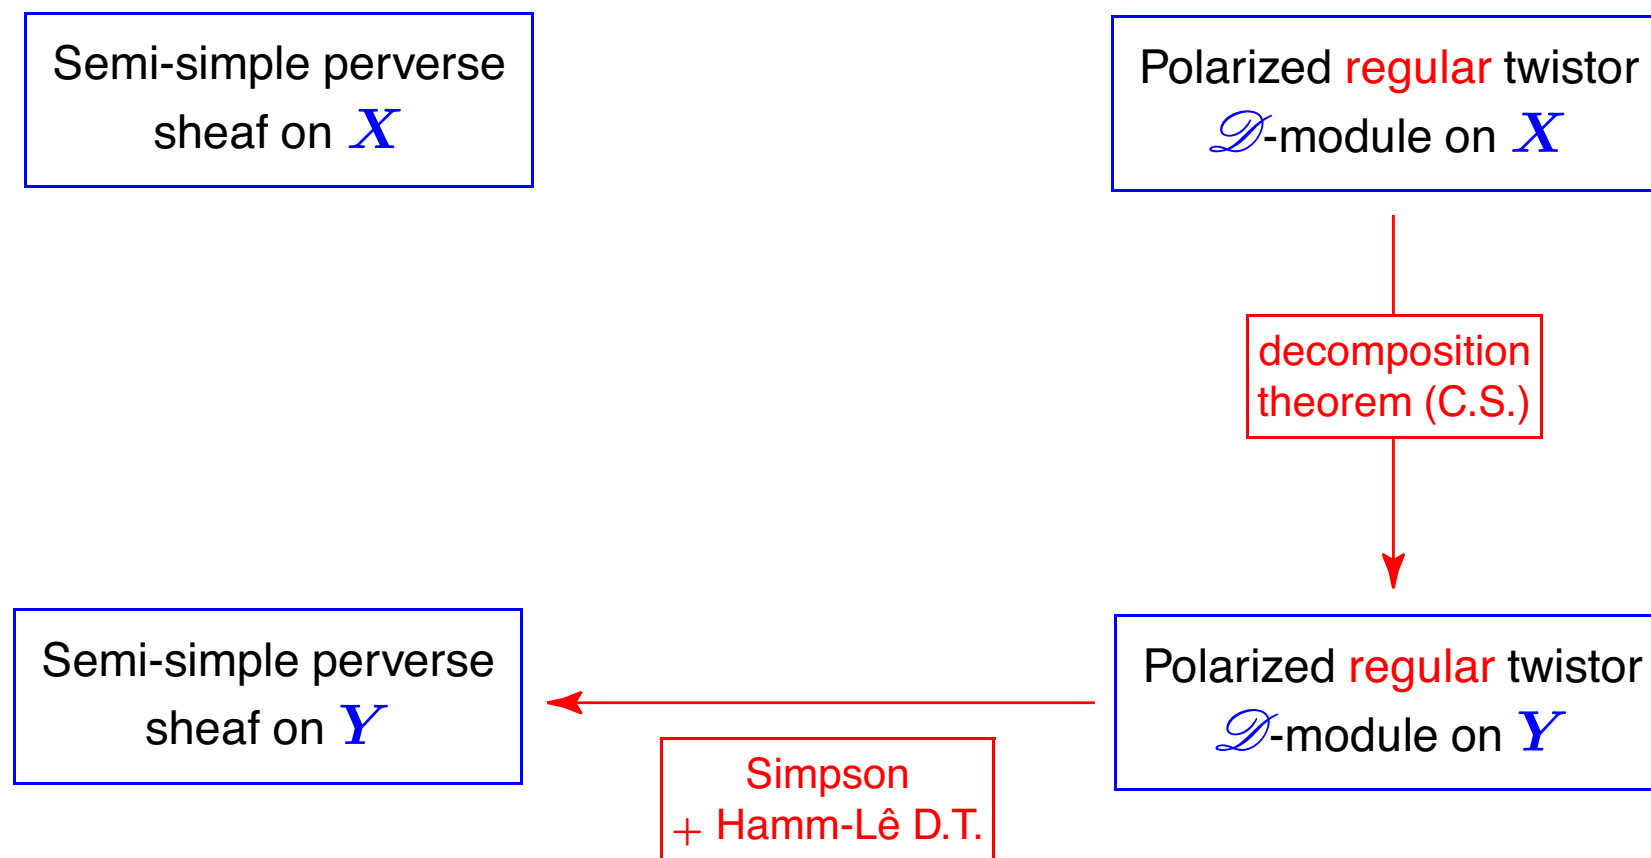 Semi-simple perverse
sheaf on X
Polarized regular twistor
𝒟-module on X
decomposition
theorem (C.S.)
Semi-simple perverse
sheaf on Y
Simpson
+ Hamm-Lê D.T.
Polarized regular twistor
𝒟-module on Y